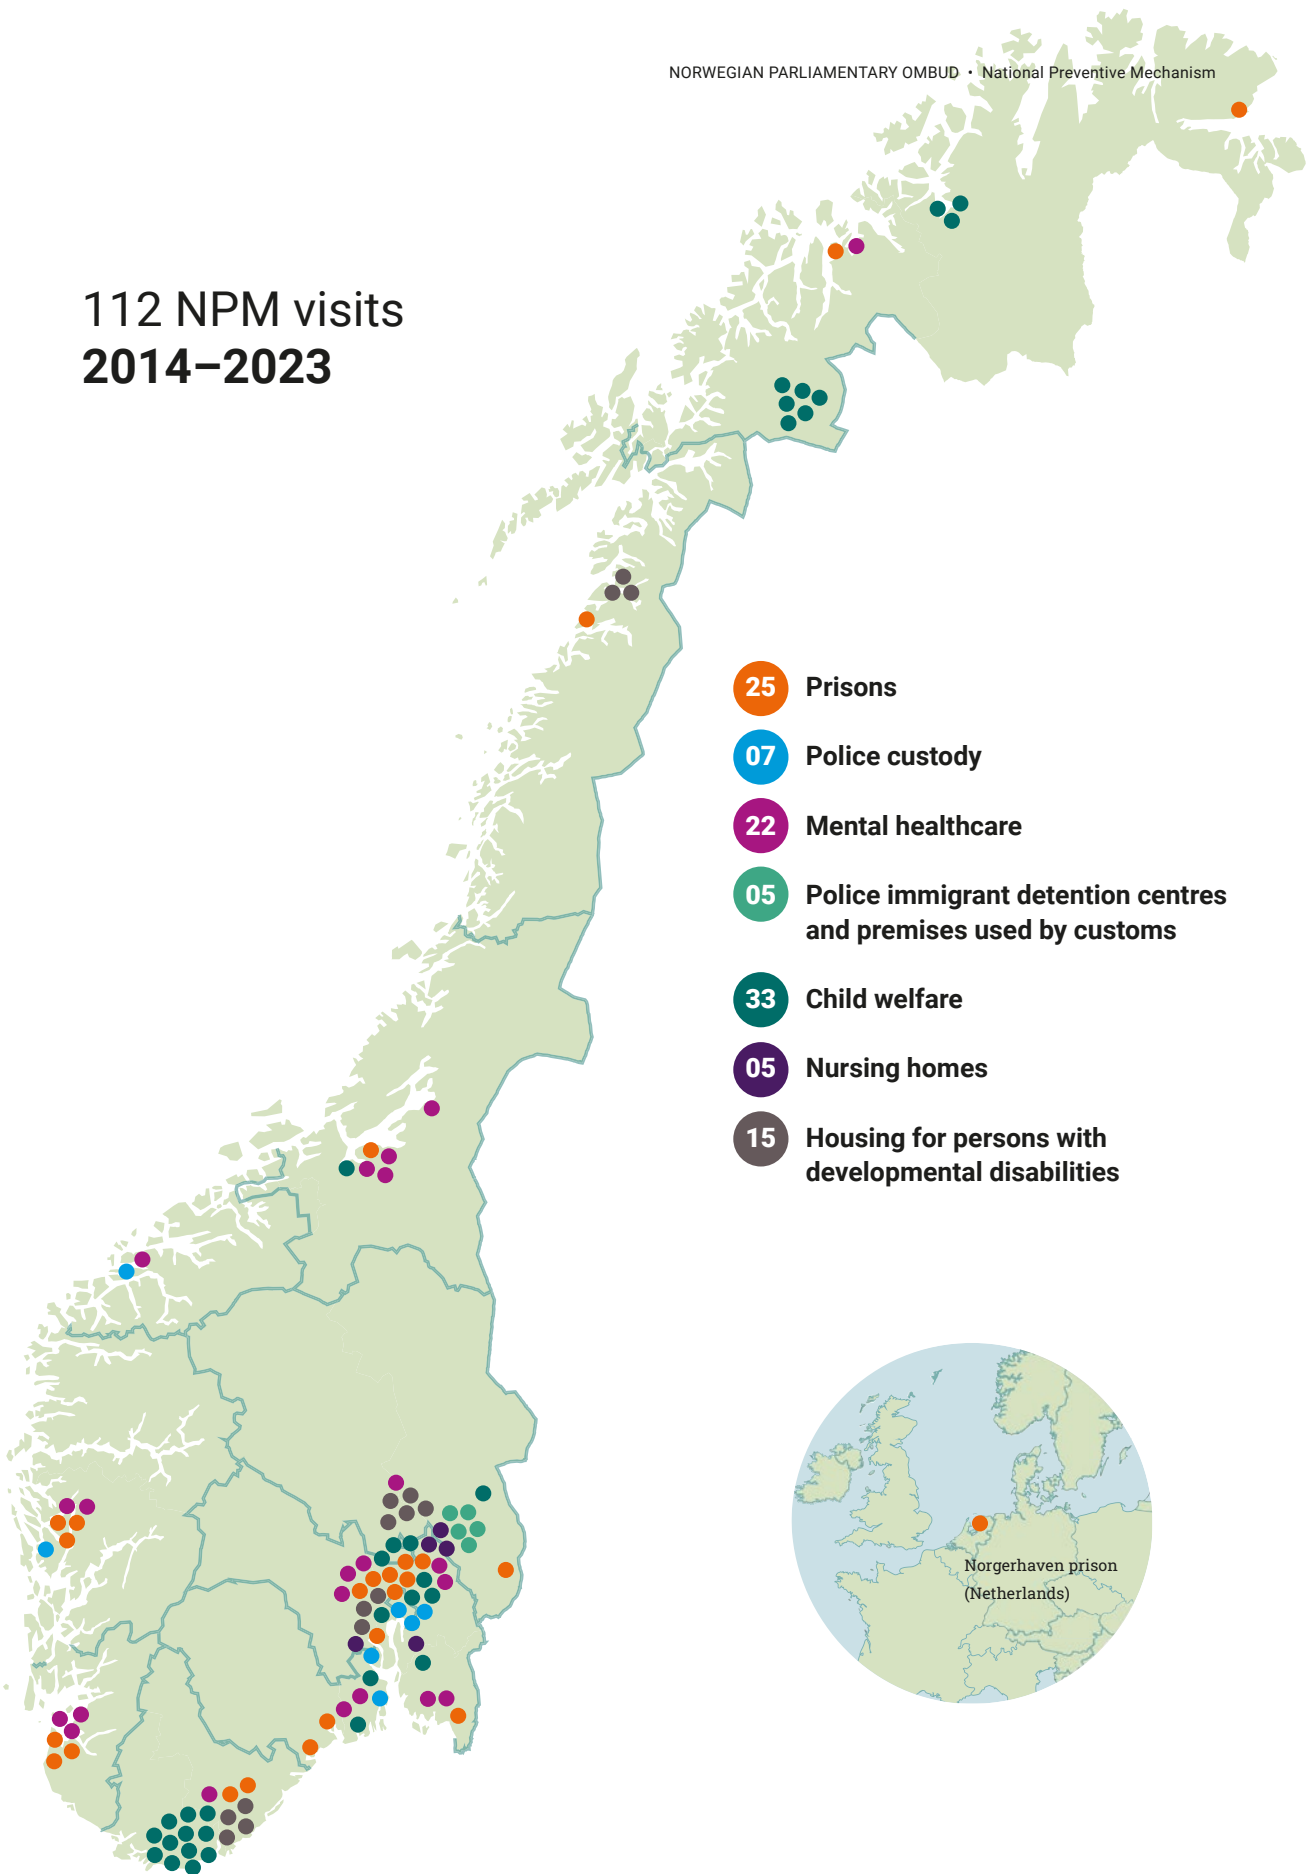 NORWEGIAN PARLIAMENTARY OMBUD • National Preventive Mechanism
112 NPM visits
2014–2023
25 Prisons
07 Police custody
22 Mental healthcare
05 Police immigrant detention centres
and premises used by customs
33 Child welfare
05 Nursing homes
15 Housing for persons with
developmental disabilities
Norgerhaven prison
(Netherlands)